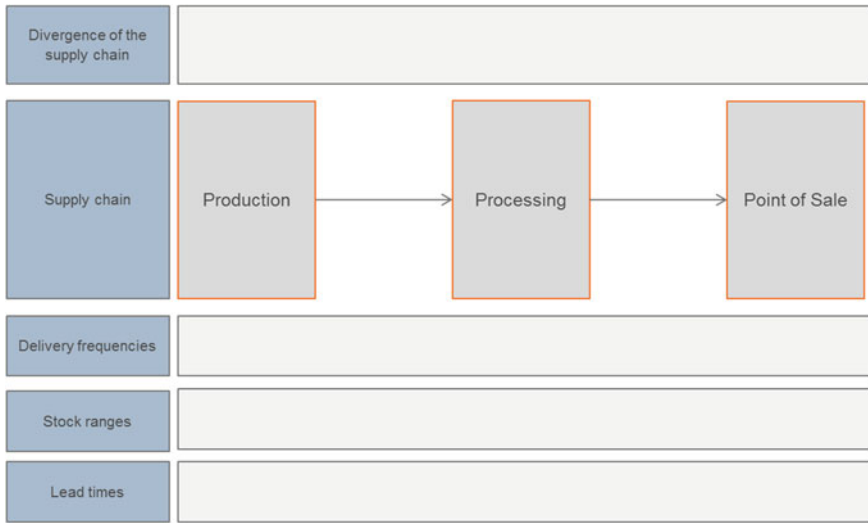 Divergence of the
supply chain
Supply chain
Production
Processing
Point of Sale
Delivery frequencies
Stock ranges
Lead times